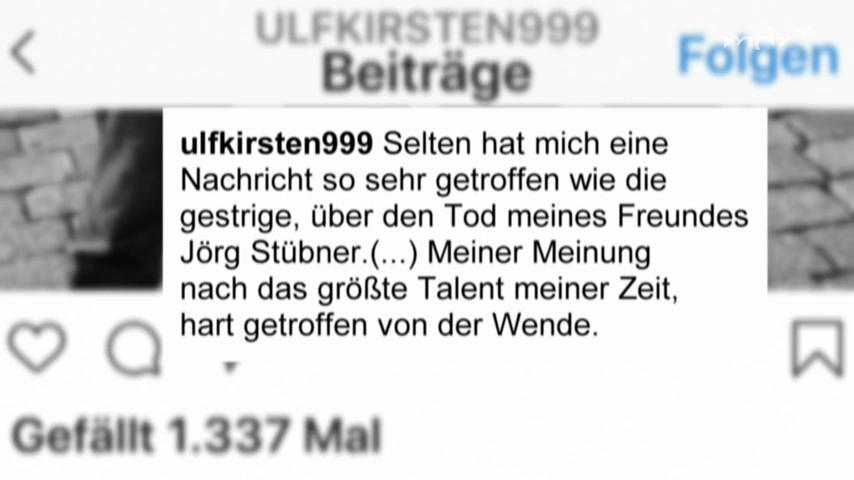 ULFKIRSTEN999
Beiträge
Folgen
mdr
ulfkirsten999 Selten hat mich eine
Nachricht so sehr getroffen wie die
gestrige, über den Tod meines Freundes
Jörg Stübner.(...) Meiner Meinung
nach das größte Talent meiner Zeit,
hart getroffen von der Wende.
Gefällt 1.337 Mal